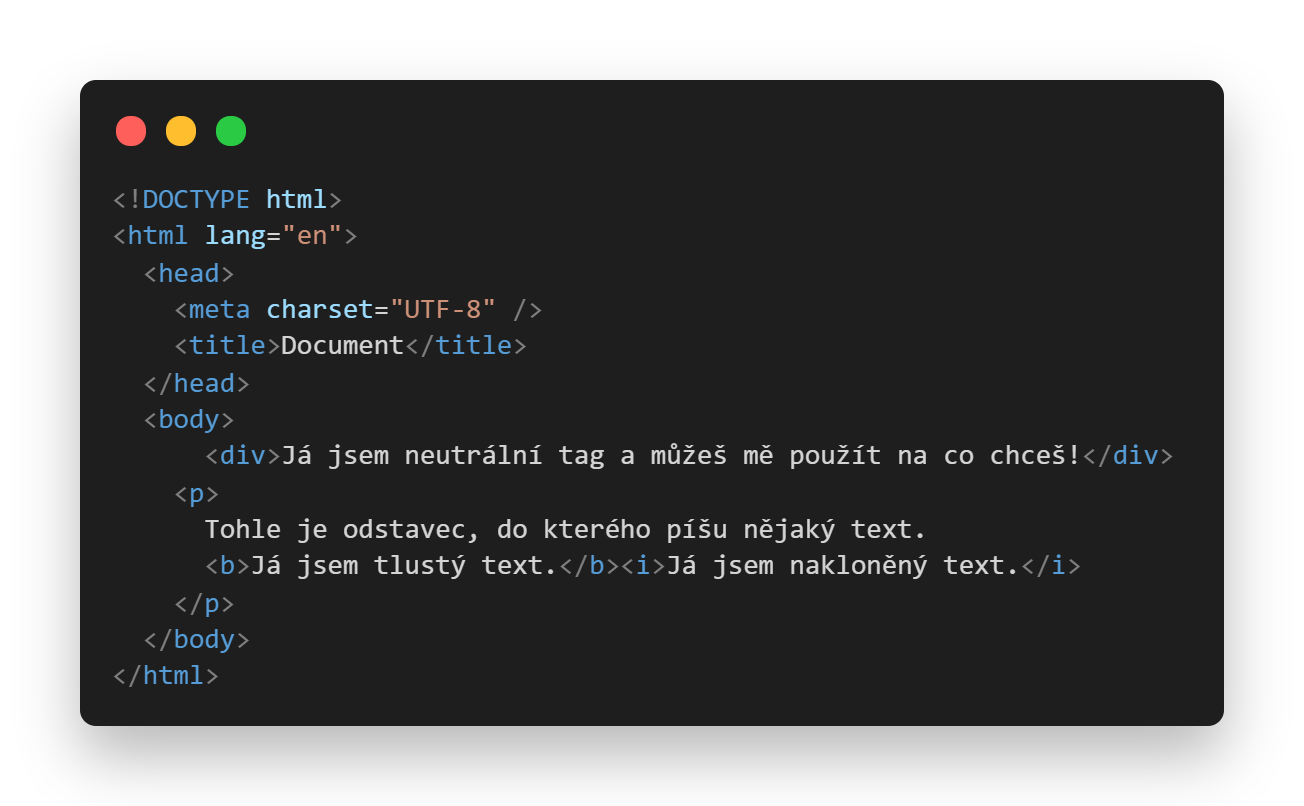 <!DOCTYPE html>
<html lang="en">
  <head>
    <meta charset="UTF-8" />
    <title>Document</title>
  </head>
  <body>
      <div>Já jsem neutrální tag a můžeš mě použít na co chceš!</div>
    <p>
      Tohle je odstavec, do kterého píšu nějaký text.
      <b>Já jsem tlustý text.</b><i>Já jsem nakloněný text.</i>
    </p>
  </body>
</html>